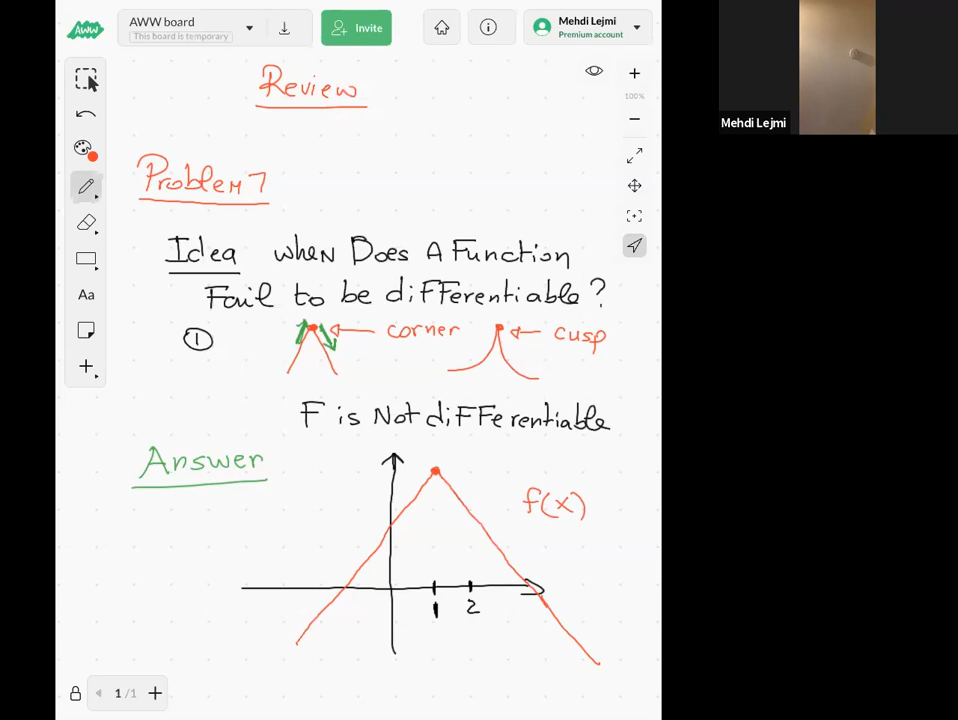 AWW
AWW board
This board is temporary
Invite
Mehdi Lejmi
Premium account
Review
100%
Mehdi Lejmi
Problem 7
Idea when Does A Function
Fail to be differentiable?
① corner cusp
Aa
F is Not differentiable
Answer
f(x)
1 2
1/1